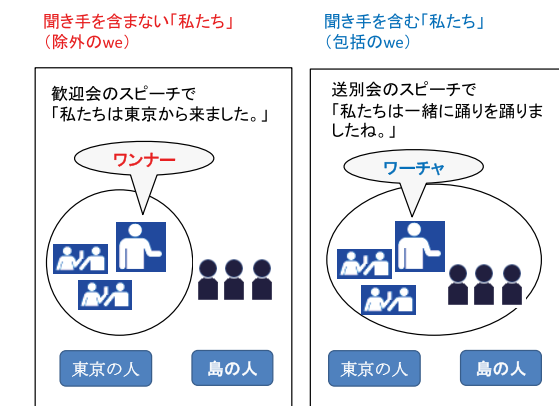 聞き手を含まない「私たち」
（除外のwe）
歓迎会のスピーチで
「私たちは東京から来ました。」
ワンナー
東京の人
島の人
聞き手を含む「私たち」
（包括のwe）
送別会のスピーチで
「私たちは一緒に踊りを踊りま
したね。」
ワーチャ
東京の人
島の人